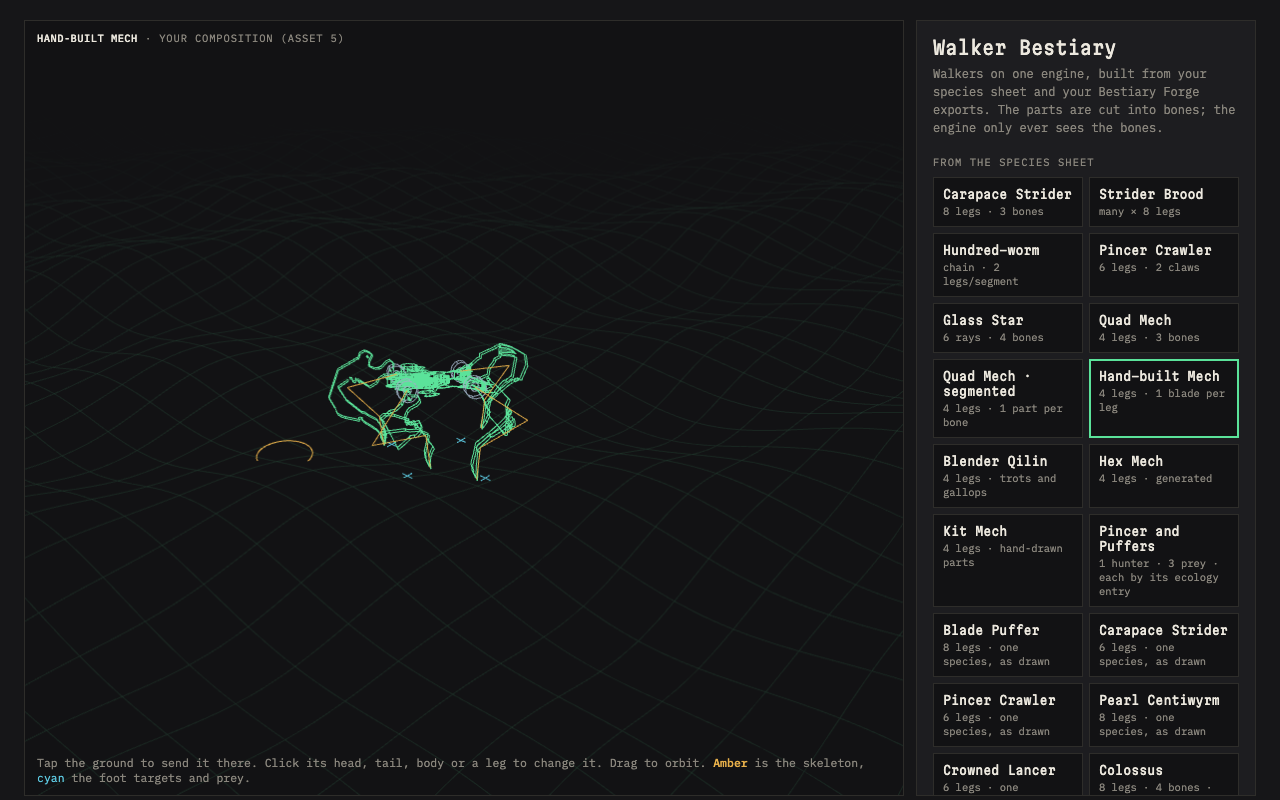 HAND-BUILT MECH · YOUR COMPOSITION (ASSET 5)
Tap the ground to send it there. Click its head, tail, body or a leg to change it. Drag to orbit. Amber is the skeleton,
cyan the foot targets and prey.
Walker Bestiary
Walkers on one engine, built from your
species sheet and your Bestiary Forge
exports. The parts are cut into bones; the
engine only ever sees the bones.
FROM THE SPECIES SHEET
Carapace Strider
8 legs · 3 bones
Strider Brood
many × 8 legs
Hundred-worm
chain · 2
legs/segment
Pincer Crawler
6 legs · 2 claws
Glass Star
6 rays · 4 bones
Quad Mech
4 legs · 3 bones
Quad Mech ·
segmented
4 legs · 1 part per
bone
Hand-built Mech
4 legs · 1 blade per
leg
Blender Qilin
4 legs · trots and
gallops
Hex Mech
4 legs · generated
Kit Mech
4 legs · hand-drawn
parts
Pincer and
Puffers
1 hunter · 3 prey ·
each by its ecology
entry
Blade Puffer
8 legs · one
species, as drawn
Carapace Strider
6 legs · one
species, as drawn
Pincer Crawler
6 legs · one
species, as drawn
Pearl Centiwyrm
8 legs · one
species, as drawn
Crowned Lancer
6 legs · one
Colossus
8 legs · 4 bones ·